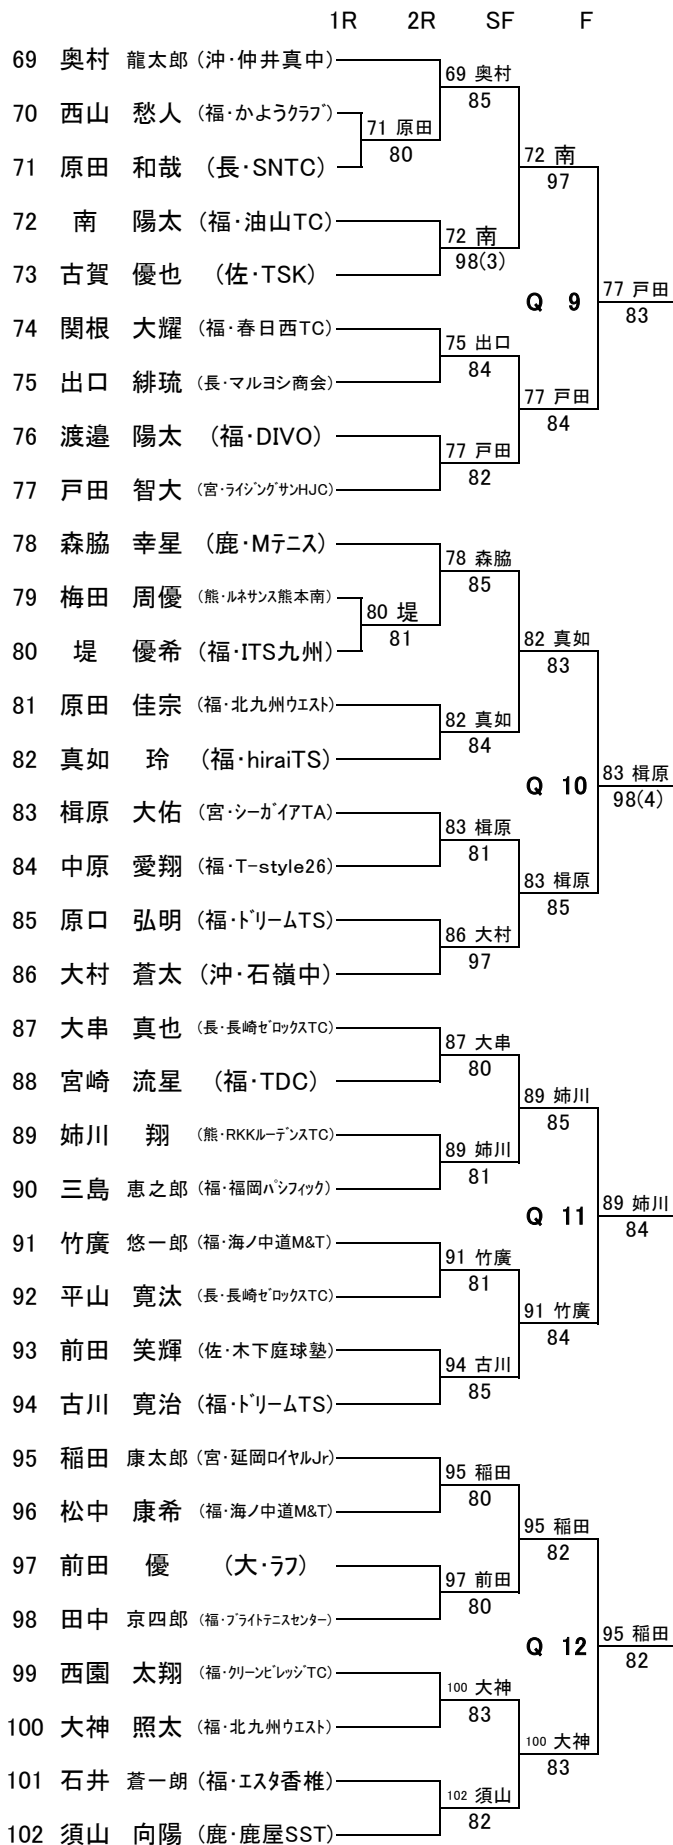 1R 2R SF F
69 奥村 龍太郎 (沖・仲井真中)
69 奥村
85
70 西山 愁人 (福・かようクラブ)
71 原田
80
72 南
97
71 原田 和哉 (長・SNTC)
72 南 陽太 (福・油山TC)
72 南
98(3)
73 古賀 優也 (佐・TSK)
Q 9
77 戸田
83
74 関根 大耀 (福・春日西TC)
75 出口
84
75 出口 緋琉 (長・マルヨシ商会)
77 戸田
84
76 渡邉 陽太 (福・DIVO)
77 戸田
82
77 戸田 智大 (宮・ライジングサンHJC)
78 森脇 幸星 (鹿・Mテニス)
78 森脇
85
79 梅田 周優 (熊・ルネサンス熊本南)
80 堤
81
82 真如
83
80 堤 優希 (福・ITS九州)
81 原田 佳宗 (福・北九州ウエスト)
82 真如
84
82 真如 玲 (福・hiraiTS)
Q 10
83 楫原
98(4)
83 楫原 大佑 (宮・シーガイアTA)
83 楫原
81
84 中原 愛翔 (福・T-style26)
83 楫原
85
85 原口 弘明 (福・ドリームTS)
86 大村
97
86 大村 蒼太 (沖・石嶺中)
87 大串 真也 (長・長崎ゼロックスTC)
87 大串
80
88 宮崎 流星 (福・TDC)
89 姉川
85
89 姉川 翔 (熊・RKKルーデンスTC)
89 姉川
81
90 三島 恵之郎 (福・福岡パシフィック)
Q 11
89 姉川
84
91 竹廣 悠一郎 (福・海ノ中道M&T)
91 竹廣
81
92 平山 寛汰 (長・長崎ゼロックスTC)
91 竹廣
84
93 前田 笑輝 (佐・木下庭球塾)
94 古川
85
94 古川 寛治 (福・ドリームTS)
95 稲田 康太郎 (宮・延岡ロイヤルJr)
95 稲田
80
96 松中 康希 (福・海ノ中道M&T)
95 稲田
82
97 前田 優 (大・ラフ)
97 前田
80
98 田中 京四郎 (福・ブライトテニスセンター)
Q 12
95 稲田
82
99 西園 太翔 (福・クリーンビレッジTC)
100 大神
83
100 大神 照太 (福・北九州ウエスト)
100 大神
83
101 石井 蒼一朗 (福・エスタ香椎)
102 須山
82
102 須山 向陽 (鹿・鹿屋SST)